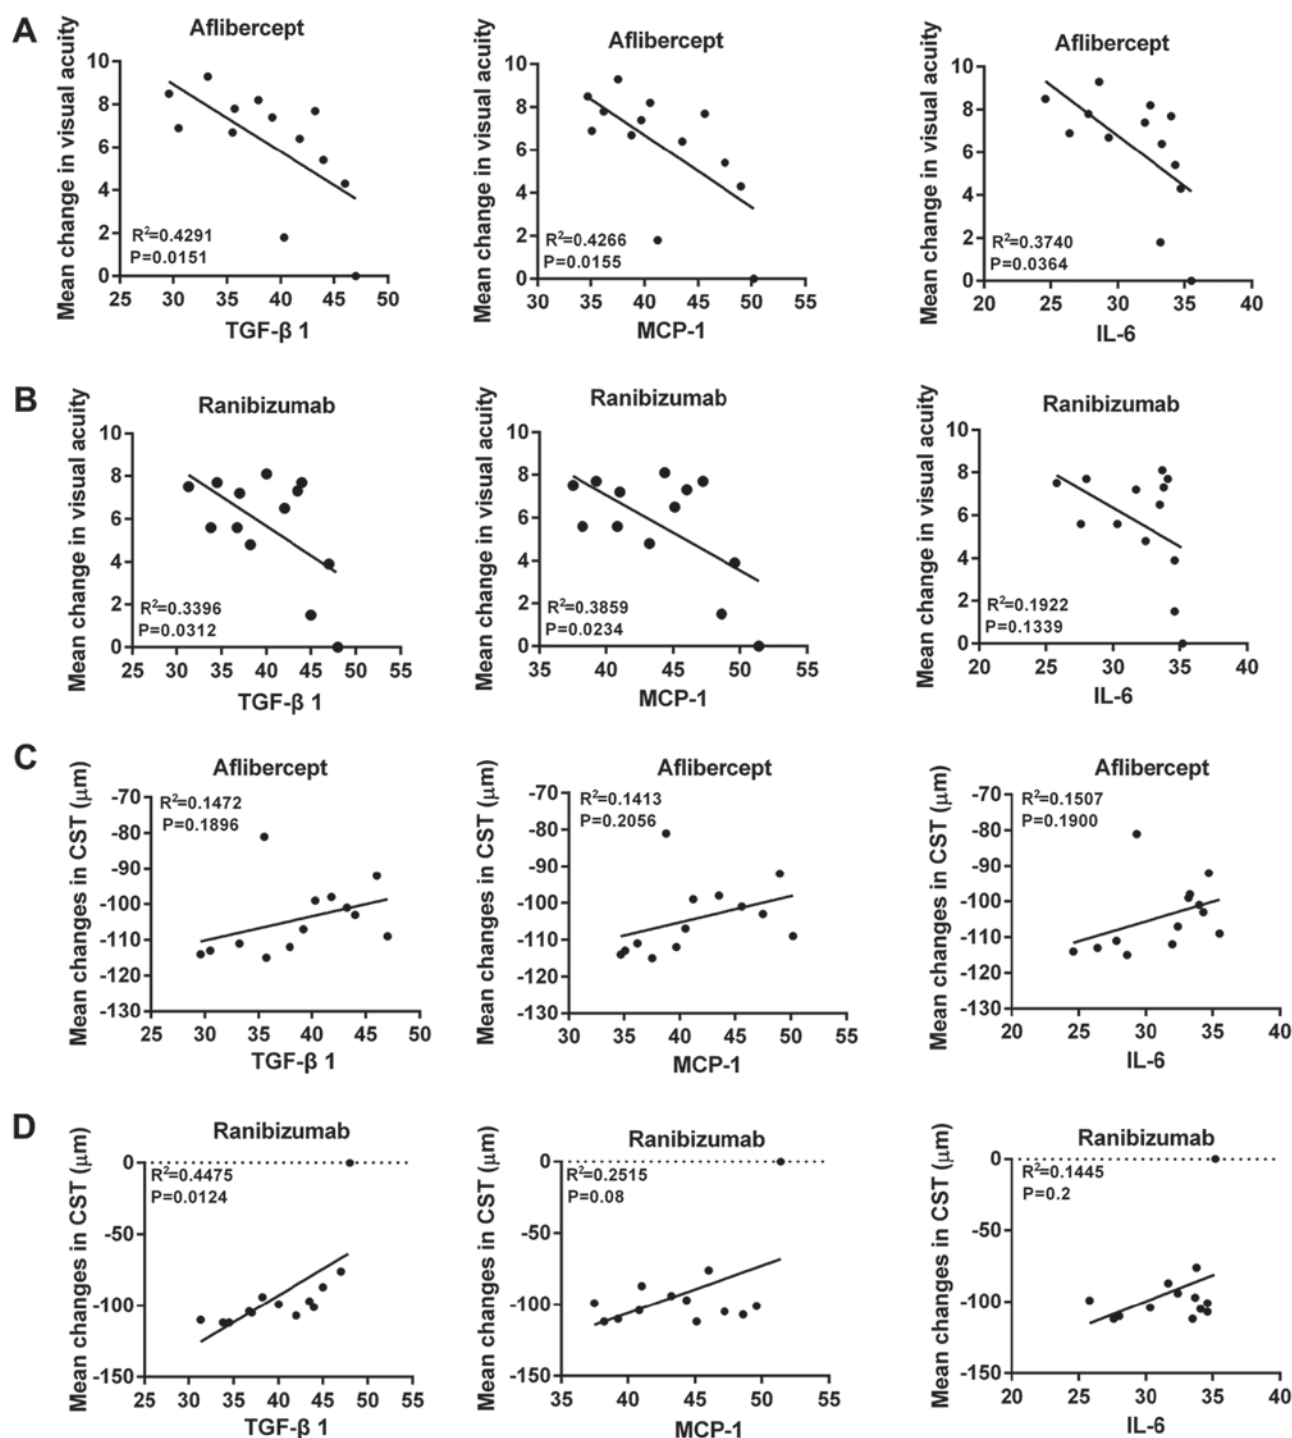 A
Aflibercept
Mean change in visual acuity
10
8
6
4
2
0
R²=0.4291
P=0.0151
25 30 35 40 45 50
TGF-β 1
Aflibercept
Mean change in visual acuity
10
8
6
4
2
0
R²=0.4266
P=0.0155
30 35 40 45 50 55
MCP-1
Aflibercept
Mean change in visual acuity
10
8
6
4
2
0
R²=0.3740
P=0.0364
20 25 30 35 40
IL-6
B
Ranibizumab
Mean change in visual acuity
10
8
6
4
2
0
R²=0.3396
P=0.0312
25 30 35 40 45 50 55
TGF-β 1
Ranibizumab
Mean change in visual acuity
10
8
6
4
2
0
R²=0.3859
P=0.0234
35 40 45 50 55
MCP-1
Ranibizumab
Mean change in visual acuity
10
8
6
4
2
0
R²=0.1922
P=0.1339
20 25 30 35 40
IL-6
C
Aflibercept
Mean changes in CST (μm)
-70
-80
-90
-100
-110
-120
-130
R²=0.1472
P=0.1896
25 30 35 40 45 50
TGF-β 1
Aflibercept
Mean changes in CST (μm)
-70
-80
-90
-100
-110
-120
-130
R²=0.1413
P=0.2056
30 35 40 45 50 55
MCP-1
Aflibercept
Mean changes in CST (μm)
-70
-80
-90
-100
-110
-120
-130
R²=0.1507
P=0.1900
20 25 30 35 40
IL-6
D
Ranibizumab
Mean changes in CST (μm)
0
-50
-100
-150
R²=0.4475
P=0.0124
25 30 35 40 45 50 55
TGF-β 1
Ranibizumab
Mean changes in CST (μm)
0
-50
-100
-150
R²=0.2515
P=0.08
35 40 45 50 55
MCP-1
Ranibizumab
Mean changes in CST (μm)
0
-50
-100
-150
R²=0.1445
P=0.2
20 25 30 35 40
IL-6